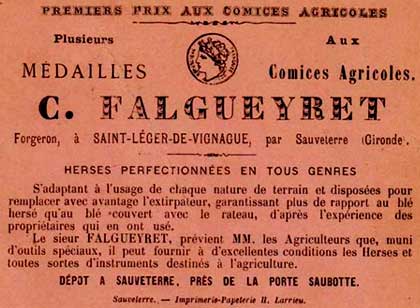 PREMIERS PRIX AUX COMICES AGRICOLES
Plusieurs Aux
MÉDAILLES Comices Agricoles.
C. FALGUEYRET
Forgeron, à SAINT-LÉGER-DE-VIGNAGUE, par Sauveterre (Gironde).
HERSES PERFECTIONNÉES EN TOUS GENRES
S'adaptant à l'usage de chaque nature de terrain et disposées pour
remplacer avec avantage l'extirpateur, garantissant plus de rapport au blé
hersé qu'au blé couvert avec le rateau, d'après l'expérience des
propriétaires qui en ont usé.
Le sieur FALGUEYRET, prévient MM. les Agriculteurs que, muni
d'outils spéciaux, il peut fournir à d'excellentes conditions les Herses et
toutes sortes d'instruments destinés à l'agriculture.
DÉPOT A SAUVETERRE, PRÈS DE LA PORTE SAUBOTTE.
Sauveterre. — Imprimerie-Papeterie H. Larrieu.